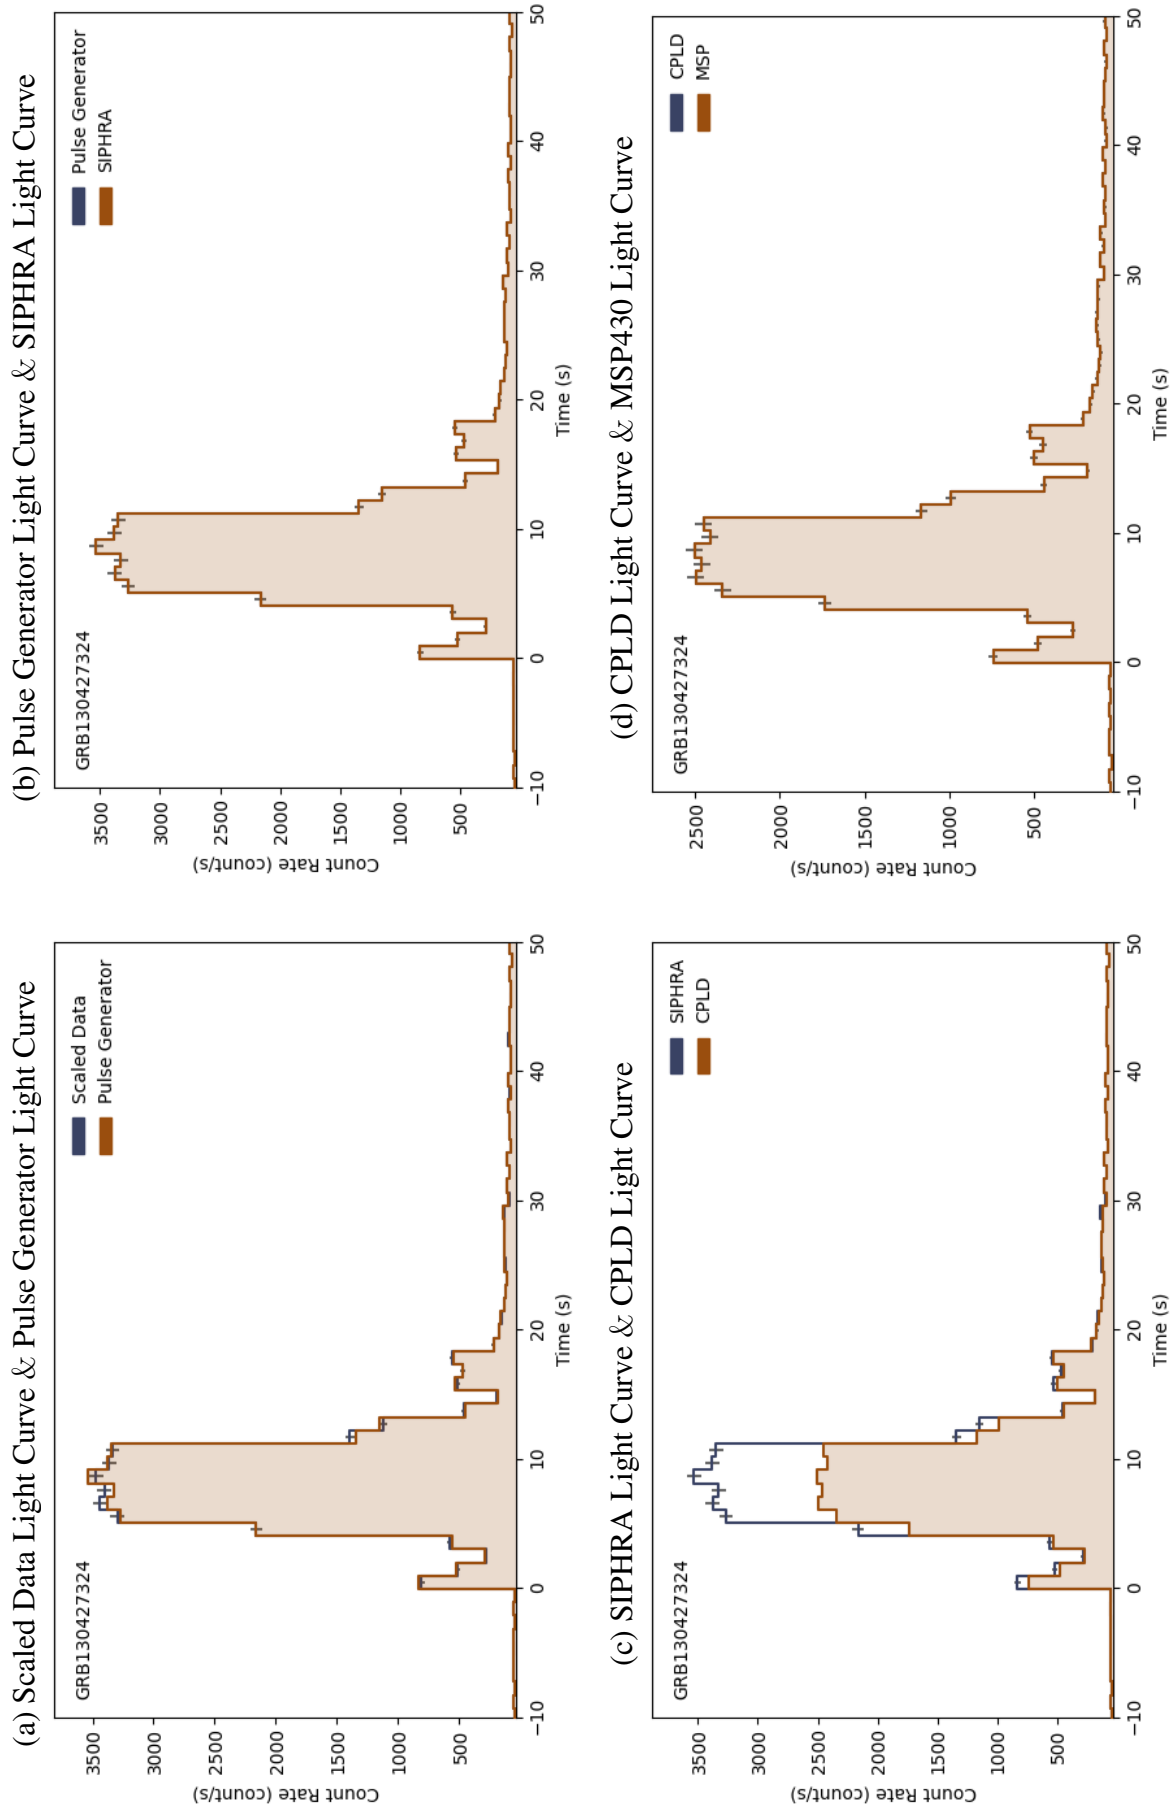 (a) Scaled Data Light Curve & Pulse Generator Light Curve
GRB130427324
Scaled Data
Pulse Generator
3500
3000
2500
2000
1500
1000
500
Count Rate (count/s)
−10
0
10
20
30
40
50
Time (s)
(b) Pulse Generator Light Curve & SIPHRA Light Curve
GRB130427324
Pulse Generator
SIPHRA
3500
3000
2500
2000
1500
1000
500
Count Rate (count/s)
−10
0
10
20
30
40
50
Time (s)
(c) SIPHRA Light Curve & CPLD Light Curve
GRB130427324
SIPHRA
CPLD
3500
3000
2500
2000
1500
1000
500
Count Rate (count/s)
−10
0
10
20
30
40
50
Time (s)
(d) CPLD Light Curve & MSP430 Light Curve
GRB130427324
CPLD
MSP
2500
2000
1500
1000
500
Count Rate (count/s)
−10
0
10
20
30
40
50
Time (s)